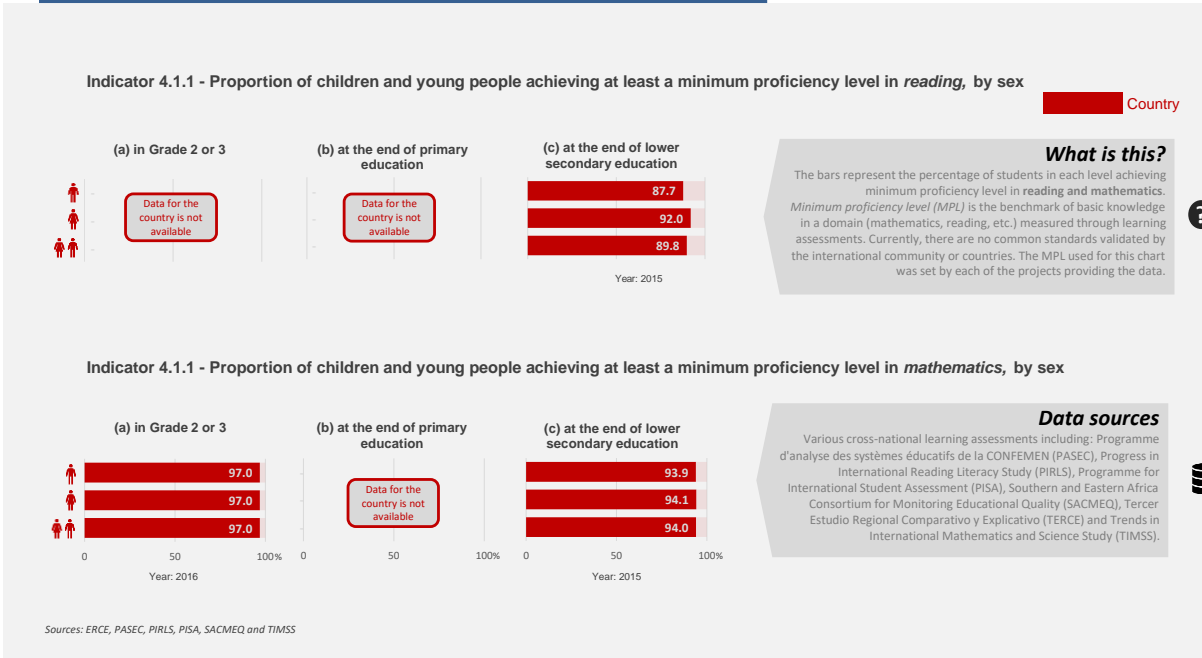 Indicator 4.1.1 - Proportion of children and young people achieving at least a minimum proficiency level in reading, by sex
Country
(a) in Grade 2 or 3
(b) at the end of primary
education
(c) at the end of lower
secondary education
Data for the
country is not
available
Data for the
country is not
available
87.7
92.0
89.8
Year: 2015
What is this?
The bars represent the percentage of students in each level achieving
minimum proficiency level in reading and mathematics.
Minimum proficiency level (MPL) is the benchmark of basic knowledge
in a domain (mathematics, reading, etc.) measured through learning
assessments. Currently, there are no common standards validated by
the international community or countries. The MPL used for this chart
was set by each of the projects providing the data.
?
Indicator 4.1.1 - Proportion of children and young people achieving at least a minimum proficiency level in mathematics, by sex
(a) in Grade 2 or 3
(b) at the end of primary
education
(c) at the end of lower
secondary education
97.0
97.0
97.0
0 50 100%
Year: 2016
Data for the
country is not
available
0 50 100%
93.9
94.1
94.0
0 50 100%
Year: 2015
Data sources
Various cross-national learning assessments including: Programme
d'analyse des systèmes éducatifs de la CONFEMEN (PASEC), Progress in
International Reading Literacy Study (PIRLS), Programme for
International Student Assessment (PISA), Southern and Eastern Africa
Consortium for Monitoring Educational Quality (SACMEQ), Tercer
Estudio Regional Comparativo y Explicativo (TERCE) and Trends in
International Mathematics and Science Study (TIMSS).
Sources: ERCE, PASEC, PIRLS, PISA, SACMEQ and TIMSS